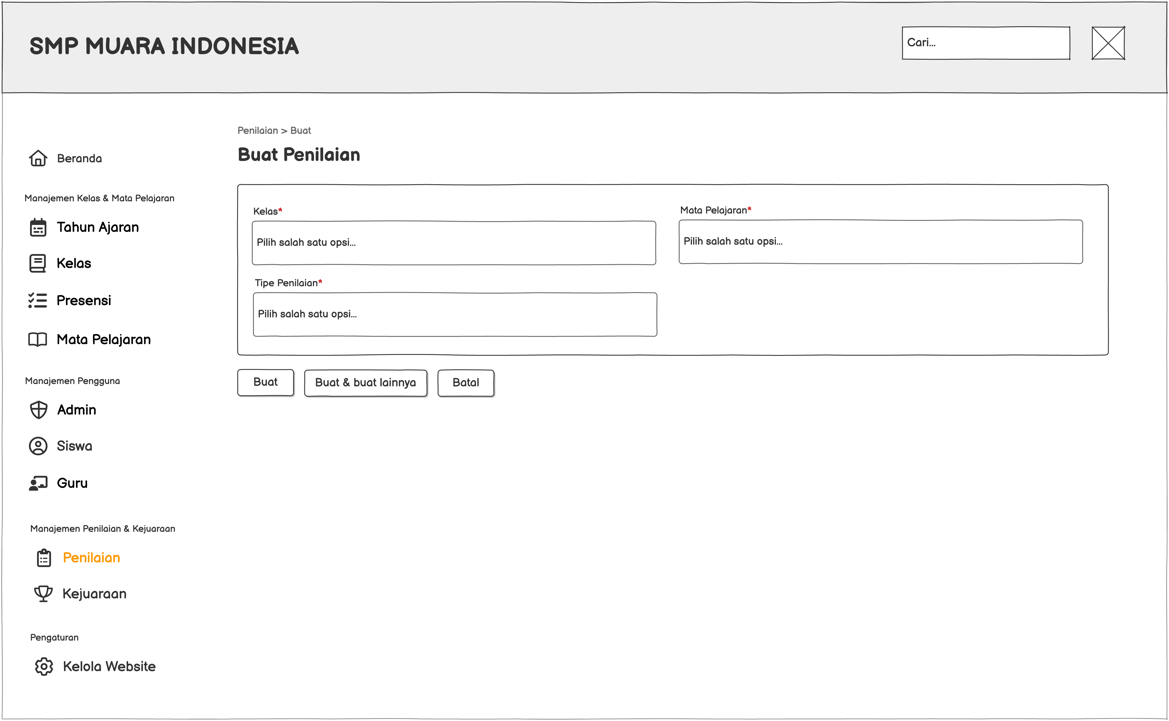 SMP MUARA INDONESIA
Cari...
Beranda
Manajemen Kelas & Mata Pelajaran
Tahun Ajaran
Kelas
Presensi
Mata Pelajaran
Manajemen Pengguna
Admin
Siswa
Guru
Manajemen Penilaian & Kejuaraan
Penilaian
Kejuaraan
Pengaturan
Kelola Website
Penilaian > Buat
Buat Penilaian
Kelas*
Pilih salah satu opsi...
Mata Pelajaran*
Pilih salah satu opsi...
Tipe Penilaian*
Pilih salah satu opsi...
Buat
Buat & buat lainnya
Batal